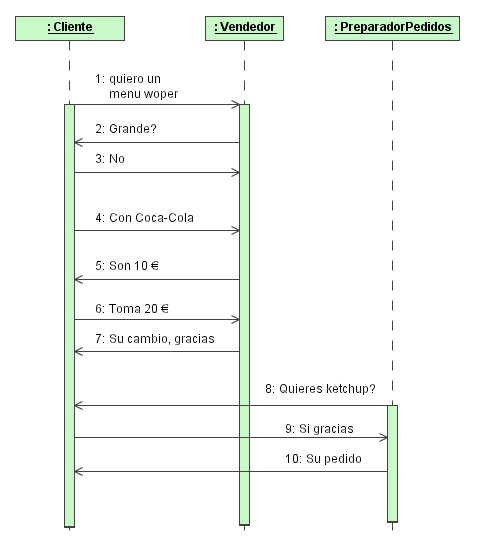 : Cliente
: Vendedor
: PreparadorPedidos
1: quiero un
menu woper
2: Grande?
3: No
4: Con Coca-Cola
5: Son 10 €
6: Toma 20 €
7: Su cambio, gracias
8: Quieres ketchup?
9: Si gracias
10: Su pedido